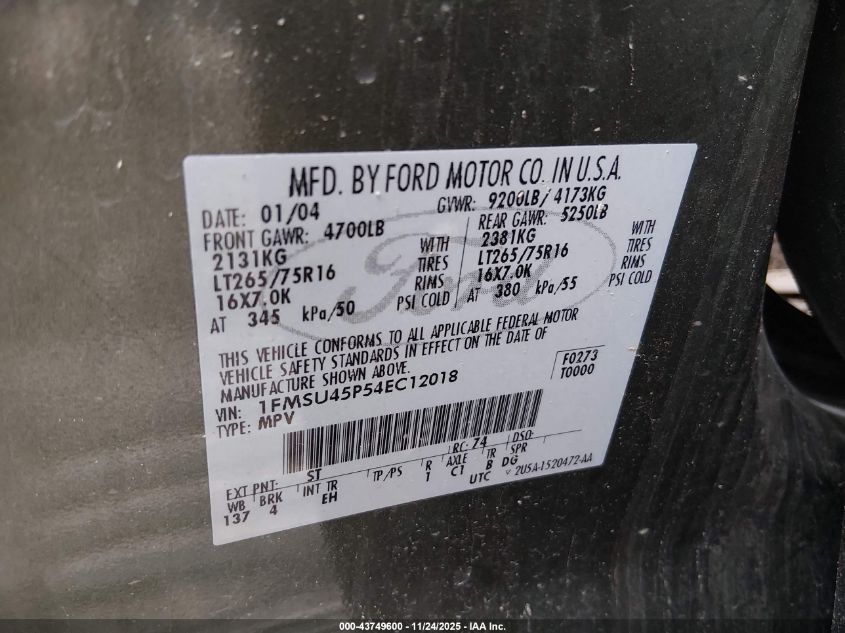 MFD. BY FORD MOTOR CO. IN U.S.A.
DATE: 01/04 GVWR: 9200LB / 4173KG
FRONT GAWR: 4700LB REAR GAWR: 5250LB
2131KG WITH 2381KG WITH
LT265/75R16 TIRES LT265/75R16 TIRES
16X7.0K RIMS 16X7.0K RIMS
AT 345 kPa/50 PSI COLD AT 380 kPa/55 PSI COLD
Ford
THIS VEHICLE CONFORMS TO ALL APPLICABLE FEDERAL MOTOR
VEHICLE SAFETY STANDARDS IN EFFECT ON THE DATE OF
MANUFACTURE SHOWN ABOVE.
F0273
T0000
VIN: 1FMSU45P54EC12018
TYPE: MPV
RC: 74 DSO:
EXT PNT: ST
WB BRK INT TR TP/PS R AXLE TR SPR
137 4 EH 1 C1 B DG
UTC V 2U5A-1520472-AA
000-43749600 - 11/24/2025 - IAA Inc.